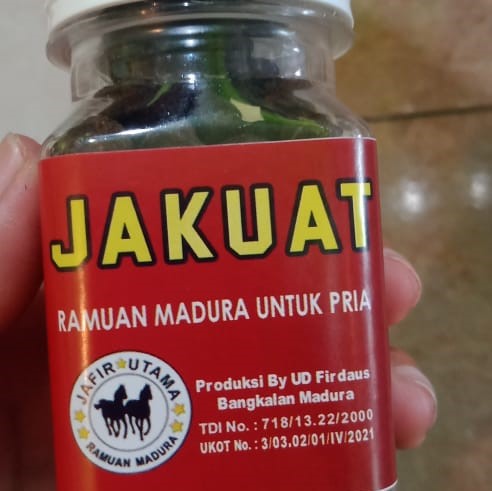 JAKUAT
RAMUAN MADURA UNTUK PRIA
JAFIR UTAMA
RAMUAN MADURA
Produksi By UD Firdaus
Bangkalan Madura
TDI No. : 718/13.22/2000
UKOT No. : 3/03.02/01/IV/2021